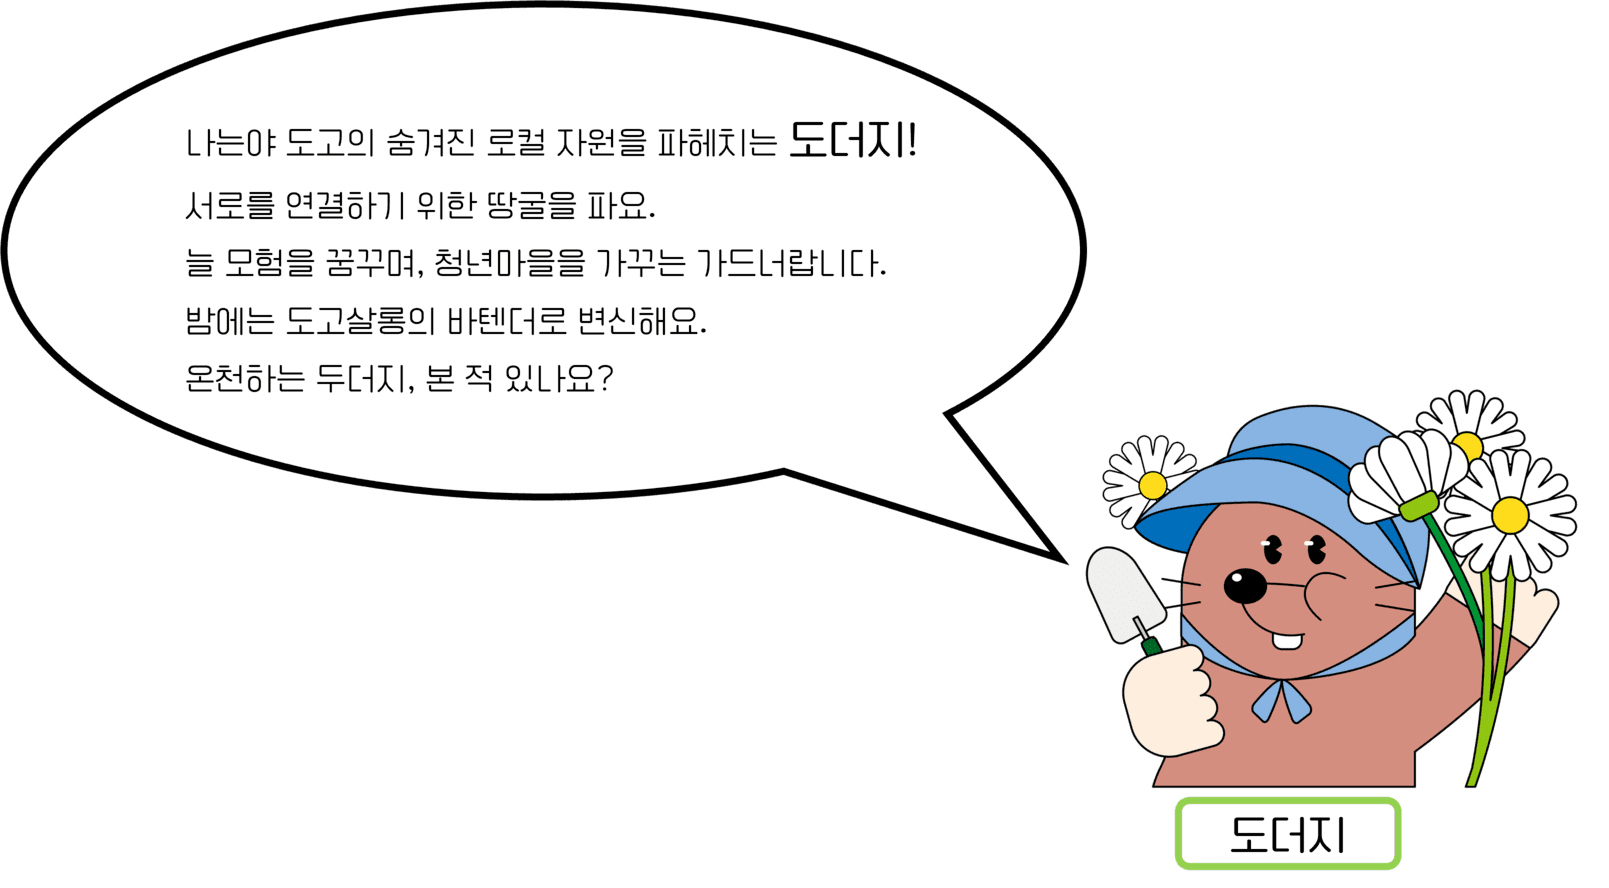 나는야 도고의 숨겨진 로컬 자원을 파헤치는 도더지!
서로를 연결하기 위한 땅굴을 파요.
늘 모험을 꿈꾸며, 청년마을을 가꾸는 가드너랍니다.
밤에는 도고살롱의 바텐더로 변신해요.
온천하는 두더지, 본 적 있나요?
도더지